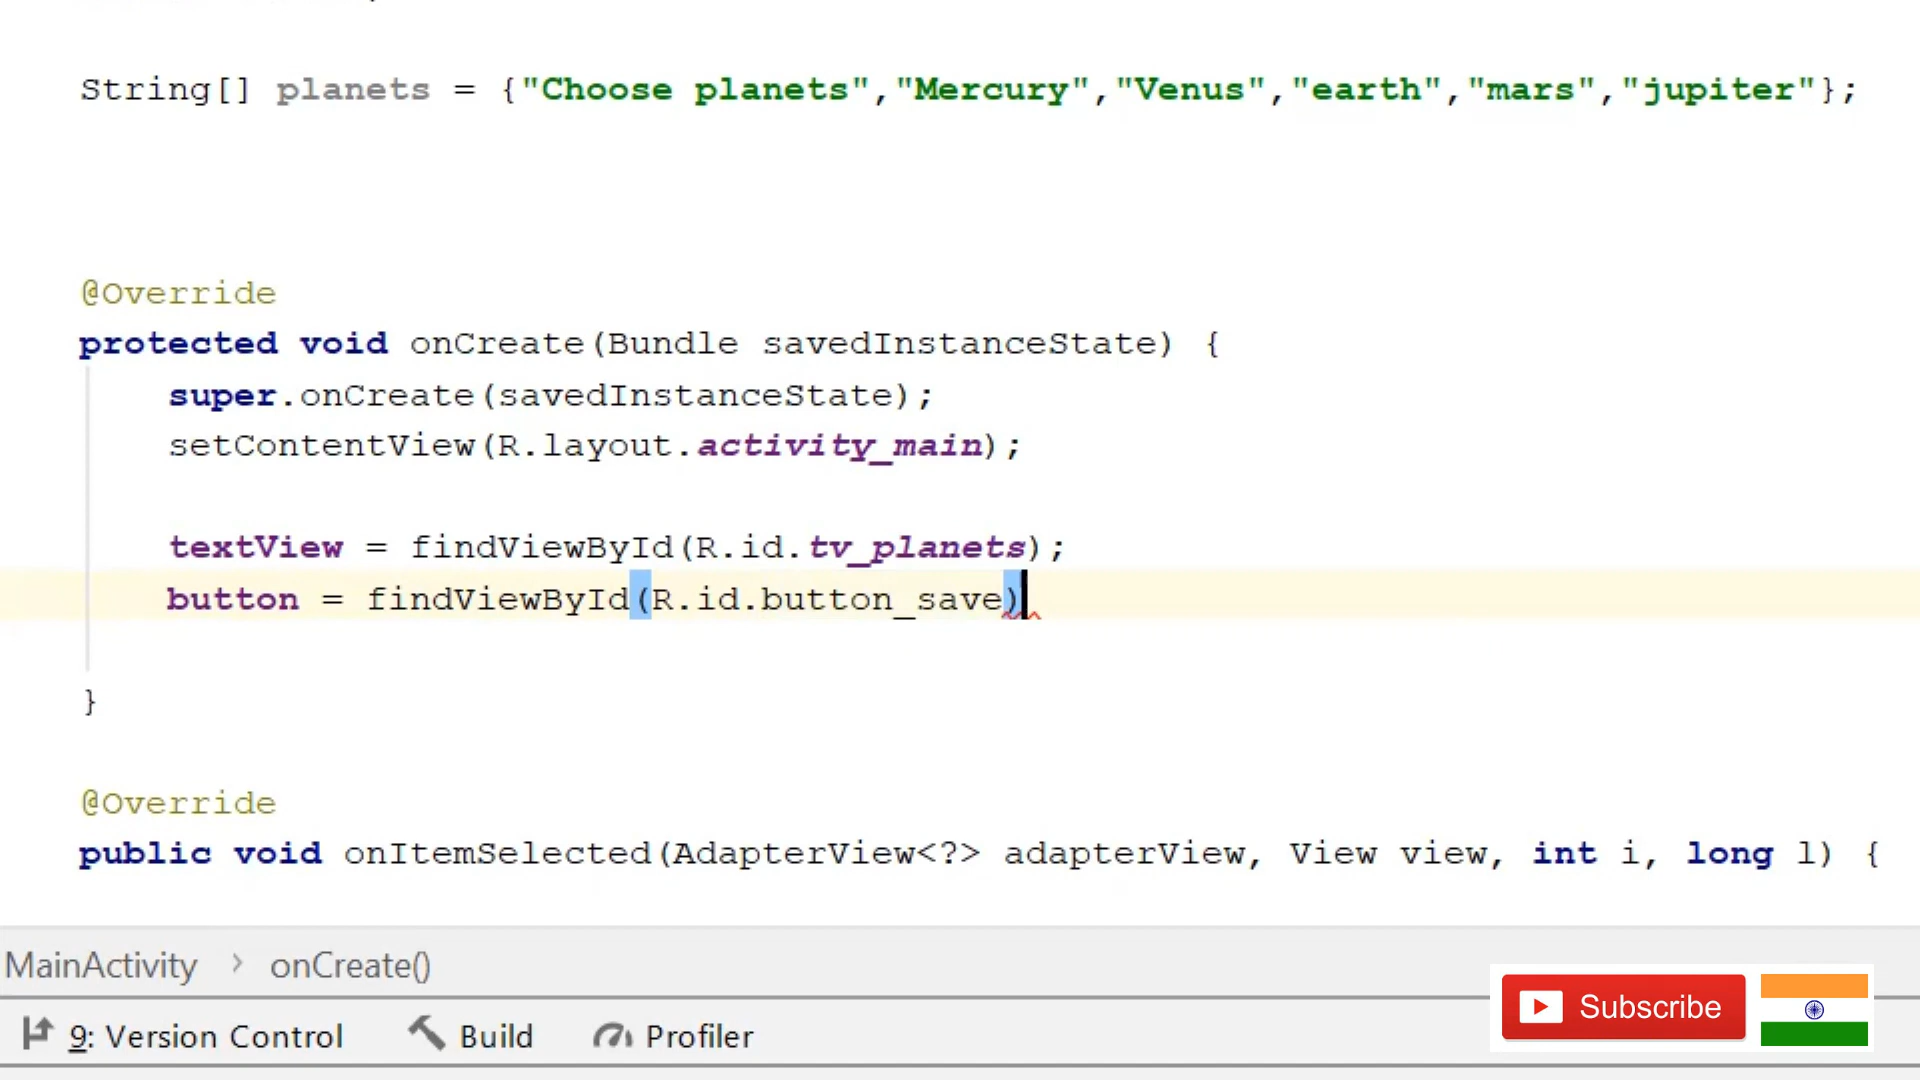 String[] planets = {"Choose planets","Mercury","Venus","earth","mars","jupiter"};
@Override
protected void onCreate(Bundle savedInstanceState) {
super.onCreate(savedInstanceState);
setContentView(R.layout.activity_main);
textView = findViewById(R.id.tv_planets);
button = findViewById(R.id.button_save)
}
@Override
public void onItemSelected(AdapterView<?> adapterView, View view, int i, long l) {
MainActivity > onCreate()
9: Version Control Build Profiler
Subscribe